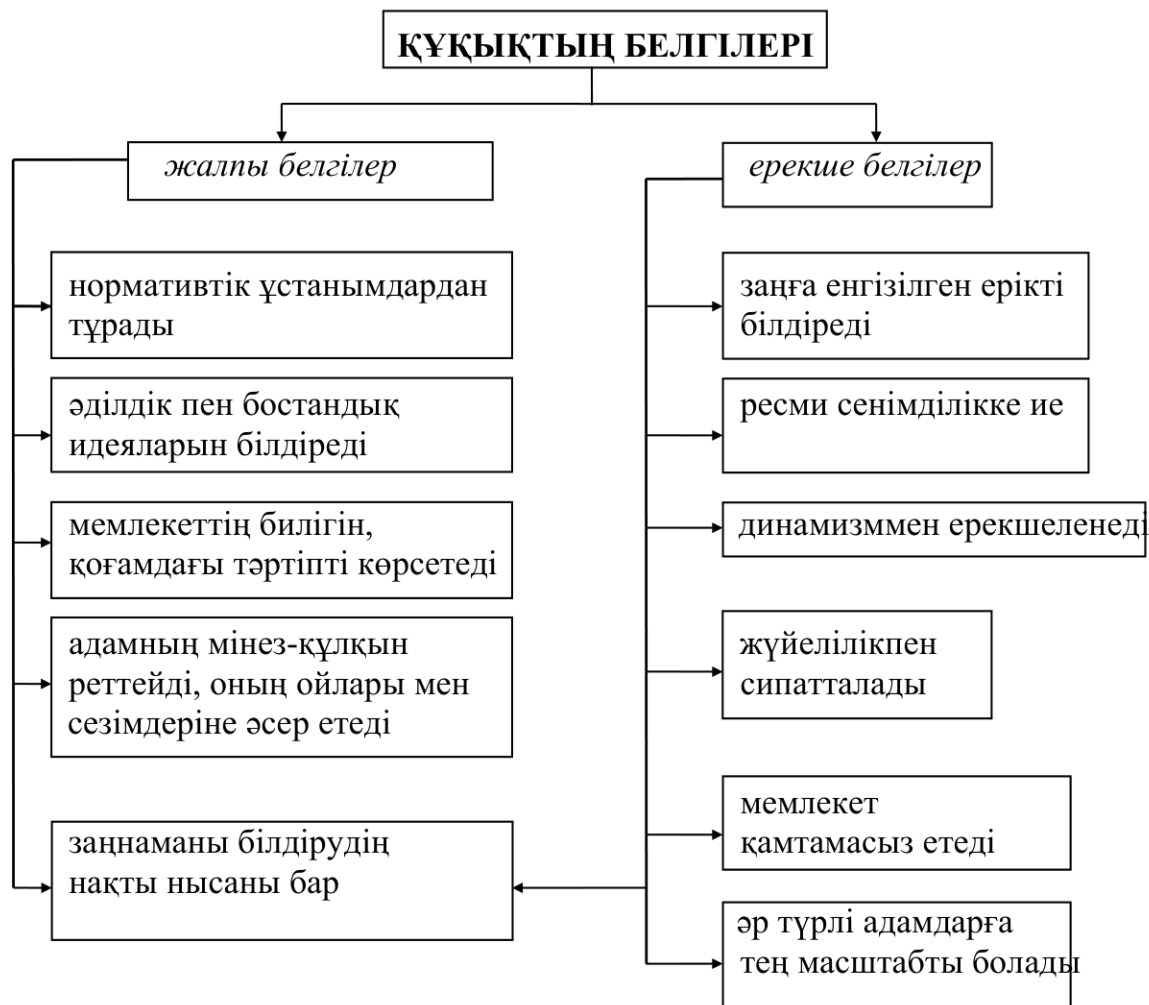 ҚҰҚЫҚТЫҢ БЕЛГІЛЕРІ
жалпы белгілер
нормативтік ұстанымдардан
тұрады
әділдік пен бостандық
идеяларын білдіреді
мемлекеттің билігін,
қоғамдағы тәртіпті көрсетеді
адамның мінез-құлқын
реттейді, оның ойлары мен
сезімдеріне әсер етеді
заңнаманы білдірудің
нақты нысаны бар
ерекше белгілер
заңға енгізілген ерікті
білдіреді
ресми сенімділікке ие
динамизммен ерекшеленеді
жүйелілікпен
сипатталады
мемлекет
қамтамасыз етеді
әр түрлі адамдарға
тең масштабты болады